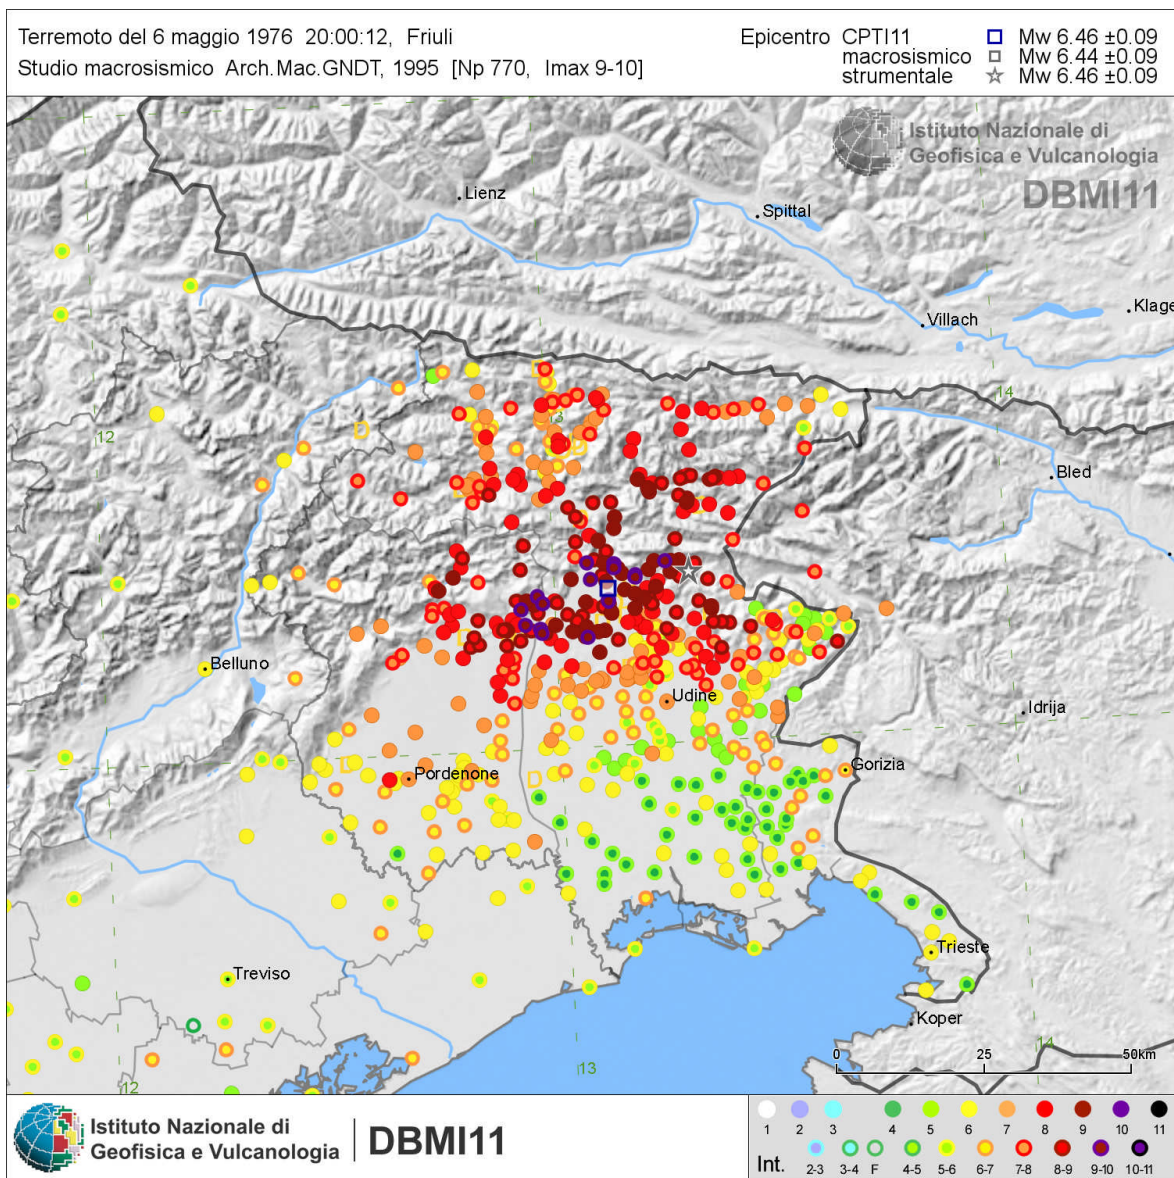 Terremoto del 6 maggio 1976 20:00:12, Friuli
Studio macrosismico Arch.Mac.GNDT, 1995 [Np 770, Imax 9-10]
Epicentro CPTI11 Mw 6.46 ±0.09
macrosismico Mw 6.44 ±0.09
strumentale Mw 6.46 ±0.09
Istituto Nazionale di
Geofisica e Vulcanologia
DBMI11
Lienz
Spittal
Klage
Villach
14
13
12
D
D
Bled
Belluno
Udine
Idrija
Gorizia
D
Pordenone
D
Trieste
Treviso
Koper
0 25 50km
14
13
12
Istituto Nazionale di
Geofisica e Vulcanologia
DBMI11
1 2 3 4 5 6 7 8 9 10 11
Int. 2-3 3-4 F 4-5 5-6 6-7 7-8 8-9 9-10 10-11